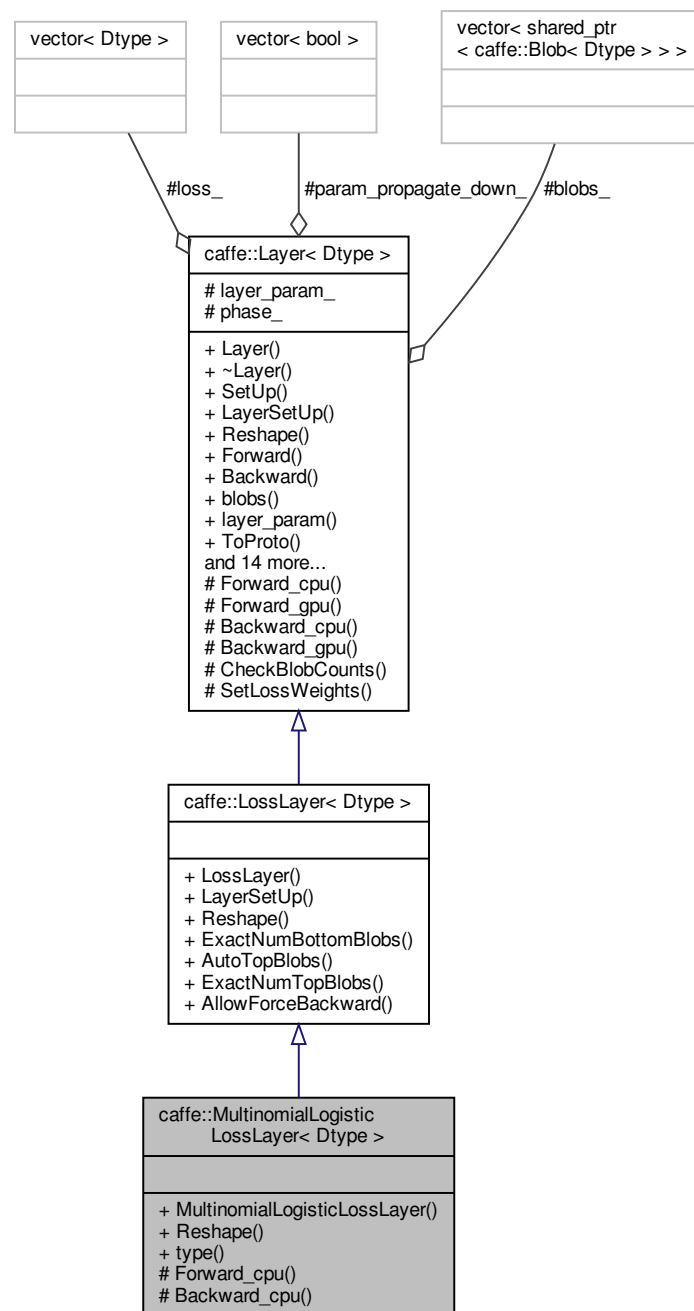 vector< Dtype >
vector< bool >
vector< shared_ptr
< caffe::Blob< Dtype > > >
#loss_
#param_propagate_down_
#blobs_
caffe::Layer< Dtype >
# layer_param_
# phase_
+ Layer()
+ ~Layer()
+ SetUp()
+ LayerSetUp()
+ Reshape()
+ Forward()
+ Backward()
+ blobs()
+ layer_param()
+ ToProto()
and 14 more...
# Forward_cpu()
# Forward_gpu()
# Backward_cpu()
# Backward_gpu()
# CheckBlobCounts()
# SetLossWeights()
caffe::LossLayer< Dtype >
+ LossLayer()
+ LayerSetUp()
+ Reshape()
+ ExactNumBottomBlobs()
+ AutoTopBlobs()
+ ExactNumTopBlobs()
+ AllowForceBackward()
caffe::MultinomialLogistic
LossLayer< Dtype >
+ MultinomialLogisticLossLayer()
+ Reshape()
+ type()
# Forward_cpu()
# Backward_cpu()